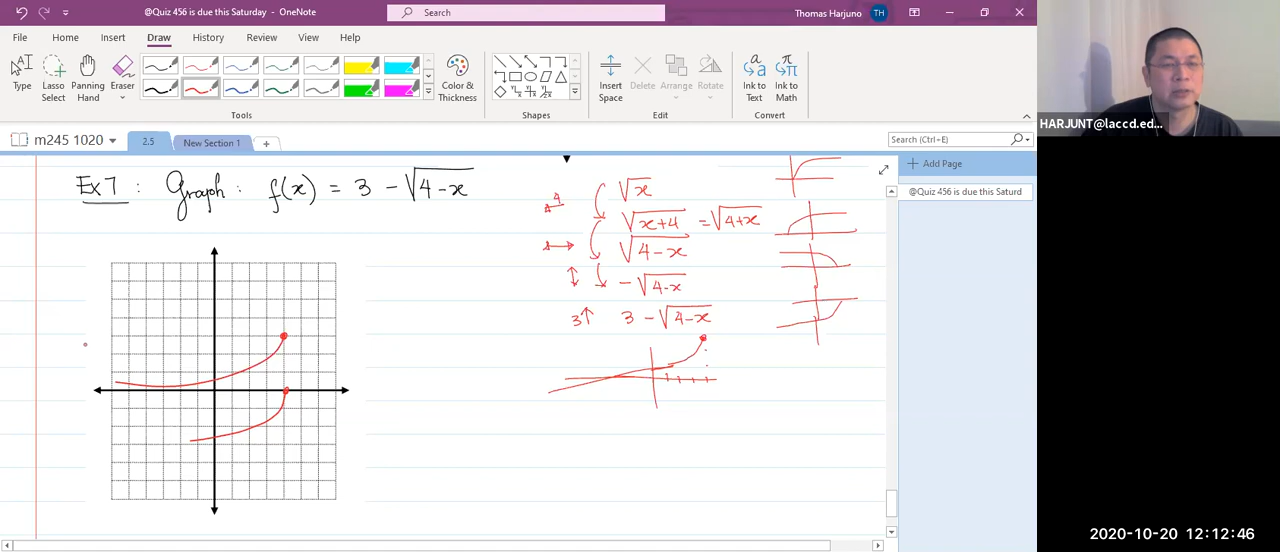 @Quiz 456 is due this Saturday - OneNote
Search
Thomas Harjuno
TH
File Home Insert Draw History Review View Help
Type
Lasso Select
Panning Hand
Eraser
Color & Thickness
Insert Space
Delete
Arrange
Rotate
Ink to Text
Ink to Math
Tools
Shapes
Edit
Convert
m245 1020
2.5
New Section 1
Search (Ctrl+E)
Add Page
@Quiz 456 is due this Saturd
HARJUNT@laccd.ed...
Ex 7 : Graph : f(x) = 3 - √(4-x)
√x
4
√(x+4) = √(4+x)
√(4-x)
-√(4-x)
3↑ 3 - √(4-x)
2020-10-20 12:12:46